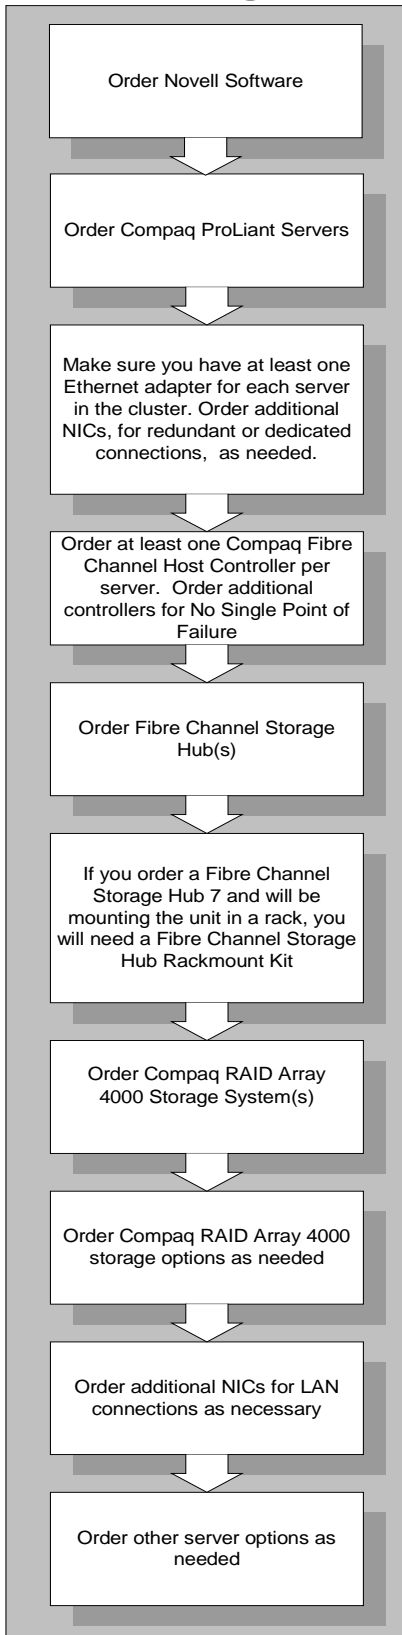 Order Novell Software
Order Compaq ProLiant Servers
Make sure you have at least one
Ethernet adapter for each server
in the cluster. Order additional
NICs, for redundant or dedicated
connections, as needed.
Order at least one Compaq Fibre
Channel Host Controller per
server. Order additional
controllers for No Single Point of
Failure
Order Fibre Channel Storage
Hub(s)
If you order a Fibre Channel
Storage Hub 7 and will be
mounting the unit in a rack, you
will need a Fibre Channel Storage
Hub Rackmount Kit
Order Compaq RAID Array
4000 Storage System(s)
Order Compaq RAID Array 4000
storage options as needed
Order additional NICs for LAN
connections as necessary
Order other server options as
needed